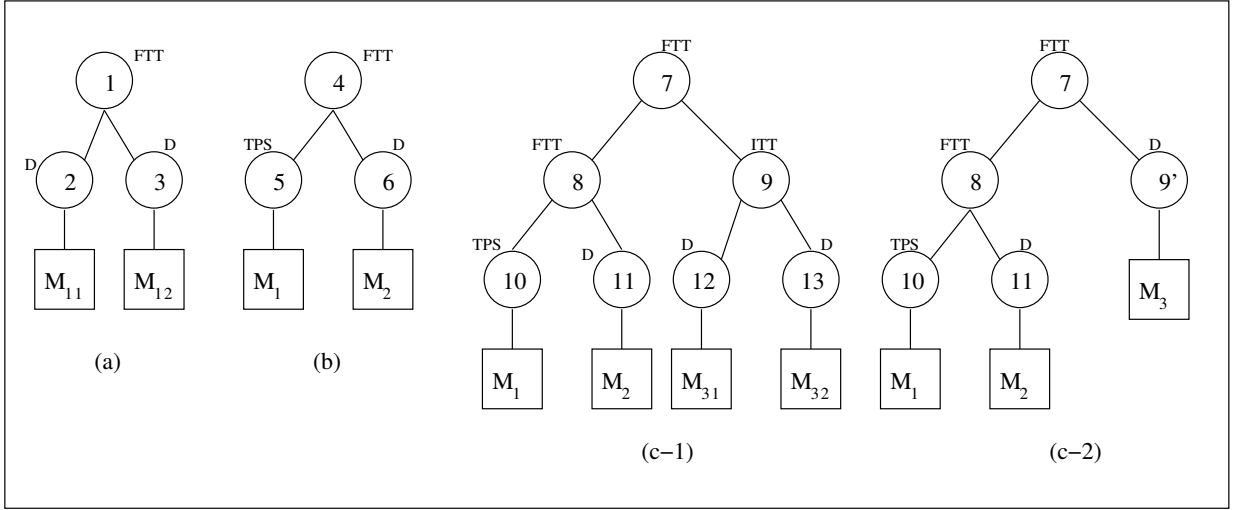 FTT
1
D
2
D
3
M11
M12
(a)
FTT
4
TPS
5
D
6
M1
M2
(b)
FTT
7
FTT
8
ITT
9
TPS
10
D
11
D
12
D
13
M1
M2
M31
M32
(c−1)
FTT
7
FTT
8
D
9’
TPS
10
D
11
M3
M1
M2
(c−2)